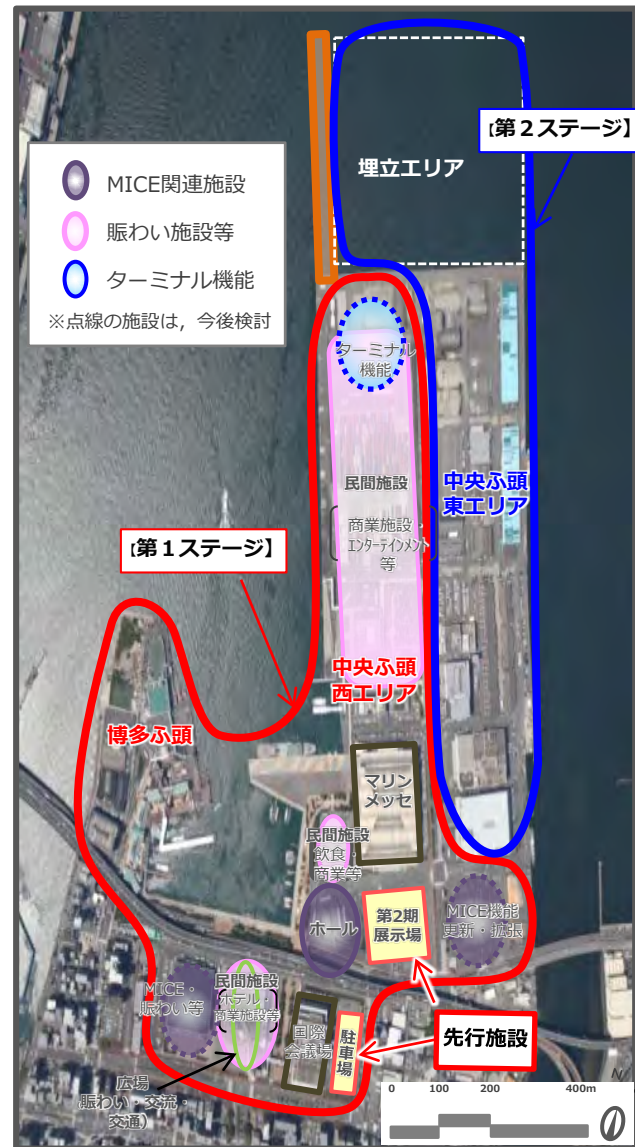 【第２ステージ】
埋立エリア
MICE関連施設
賑わい施設等
ターミナル機能
※点線の施設は，今後検討
ターミナル
機能
民間施設
商業施設・
ｴﾝﾀｰﾃｲﾝﾒﾝﾄ
等
中央ふ頭
東エリア
【第１ステージ】
中央ふ頭
西エリア
博多ふ頭
マリン
メッセ
民間施設
飲食・
商業等
ホール
第2期
展示場
MICE機能
更新・拡張
MICE・
賑わい等
民間施設
ホテル・
商業施設等
国際
会議場
駐車場
先行施設
広場
賑わい・交流・
交通）
0 100 200 400m
N